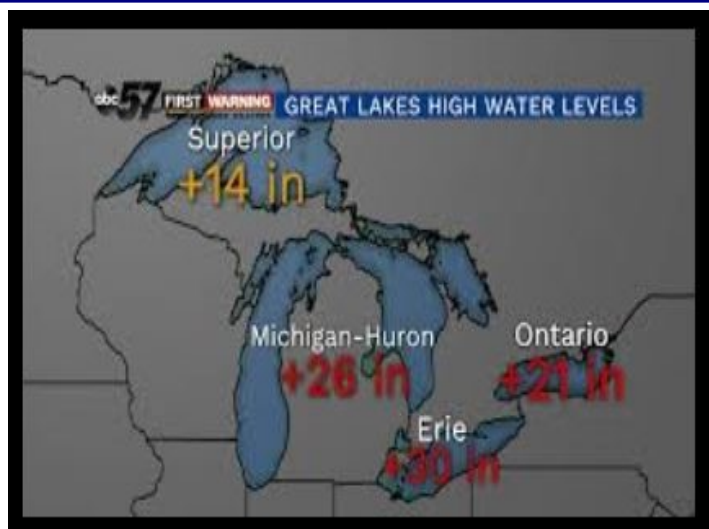 abc 57 FIRST WARNING GREAT LAKES HIGH WATER LEVELS
Superior
+14 in
Michigan-Huron
+26 in
Ontario
+21 in
Erie
+30 in